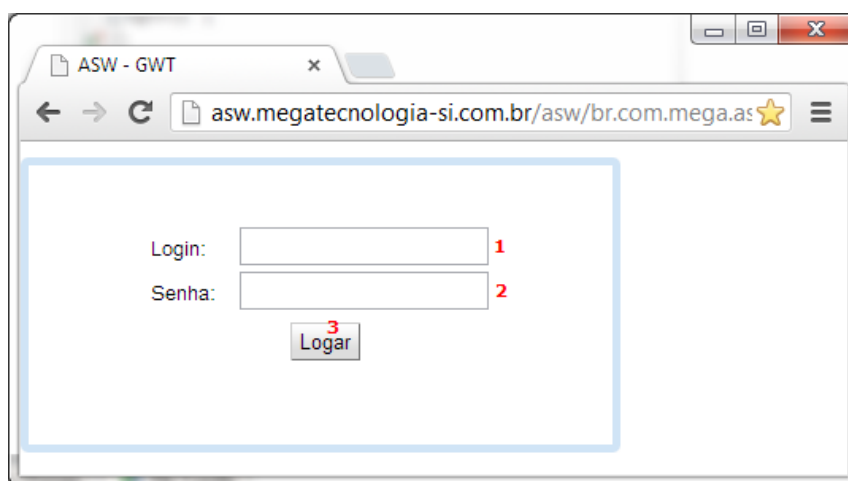 ASW - GWT
asw.megatecnologia-si.com.br/asw/br.com.mega.as
Login: 1
Senha: 2
3
Logar